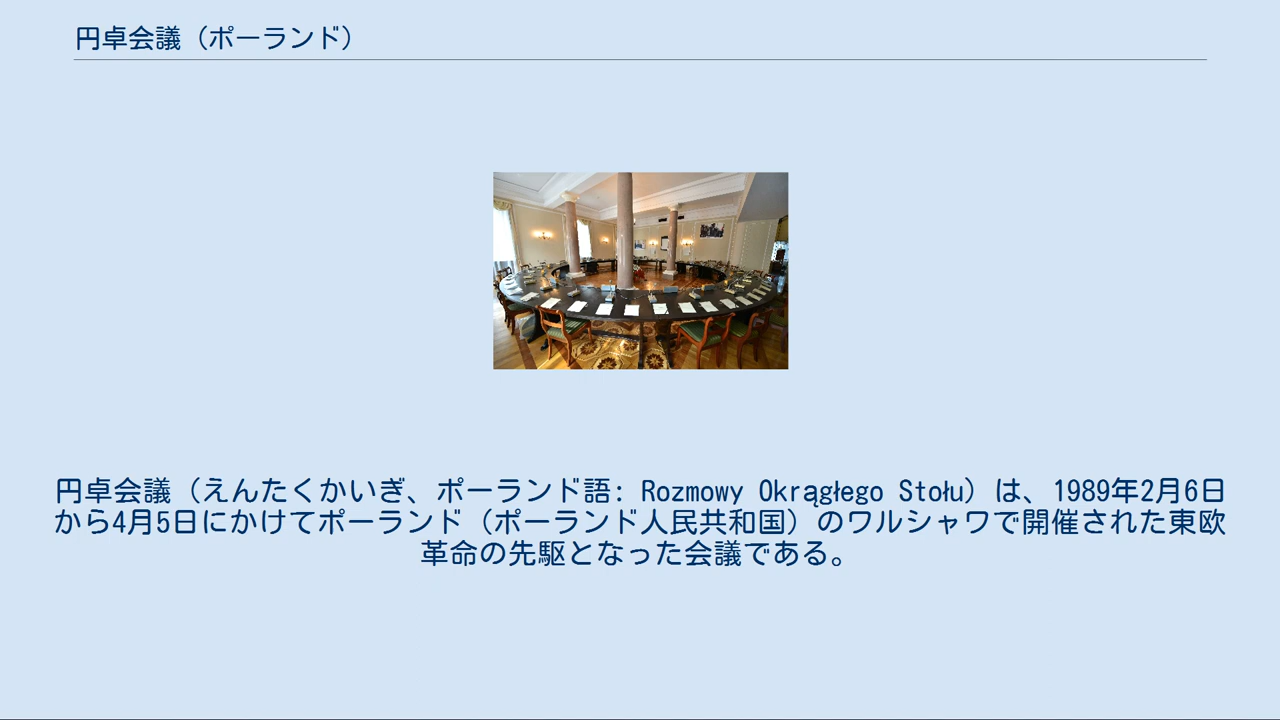 円卓会議（ポーランド）
円卓会議（えんたくかいぎ、ポーランド語: Rozmowy Okrągłego Stołu）は、1989年2月6日
から4月5日にかけてポーランド（ポーランド人民共和国）のワルシャワで開催された東欧
革命の先駆となった会議である。